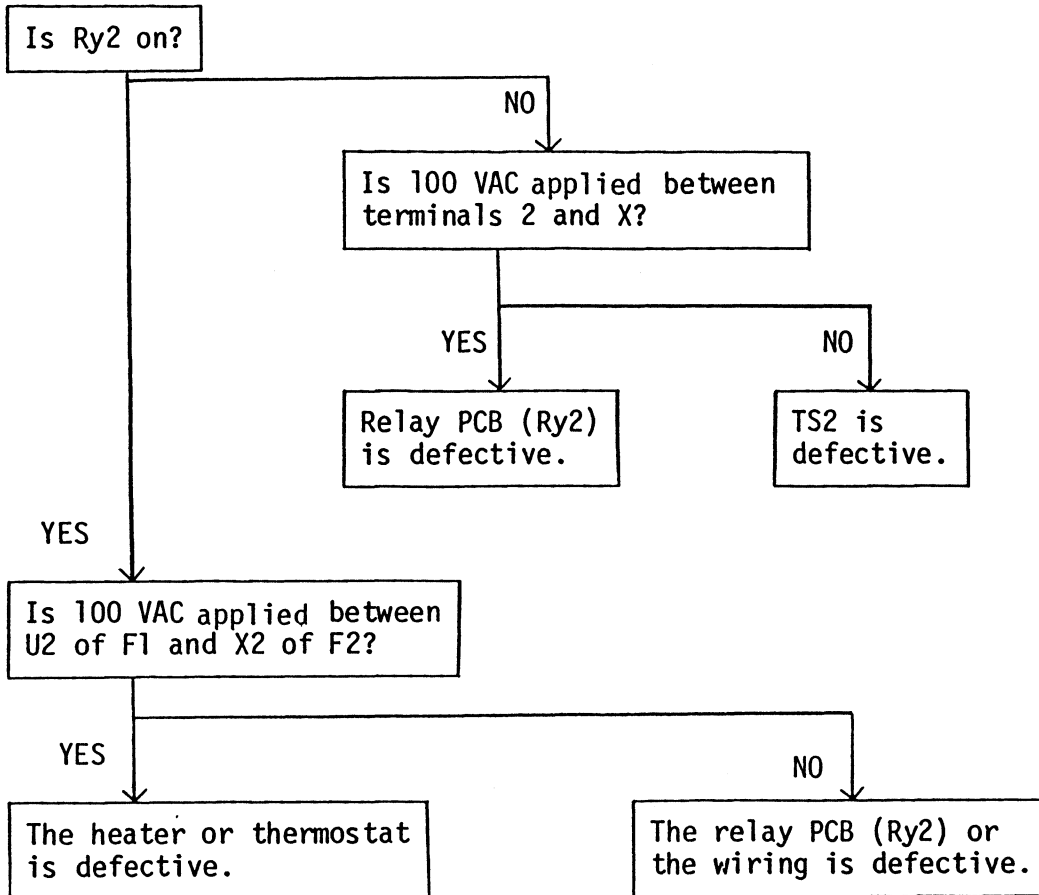 Is Ry2 on?
NO
Is 100 VAC applied between
terminals 2 and X?
YES
NO
Relay PCB (Ry2)
is defective.
TS2 is
defective.
YES
Is 100 VAC applied between
U2 of F1 and X2 of F2?
YES
NO
The heater or thermostat
is defective.
The relay PCB (Ry2) or
the wiring is defective.